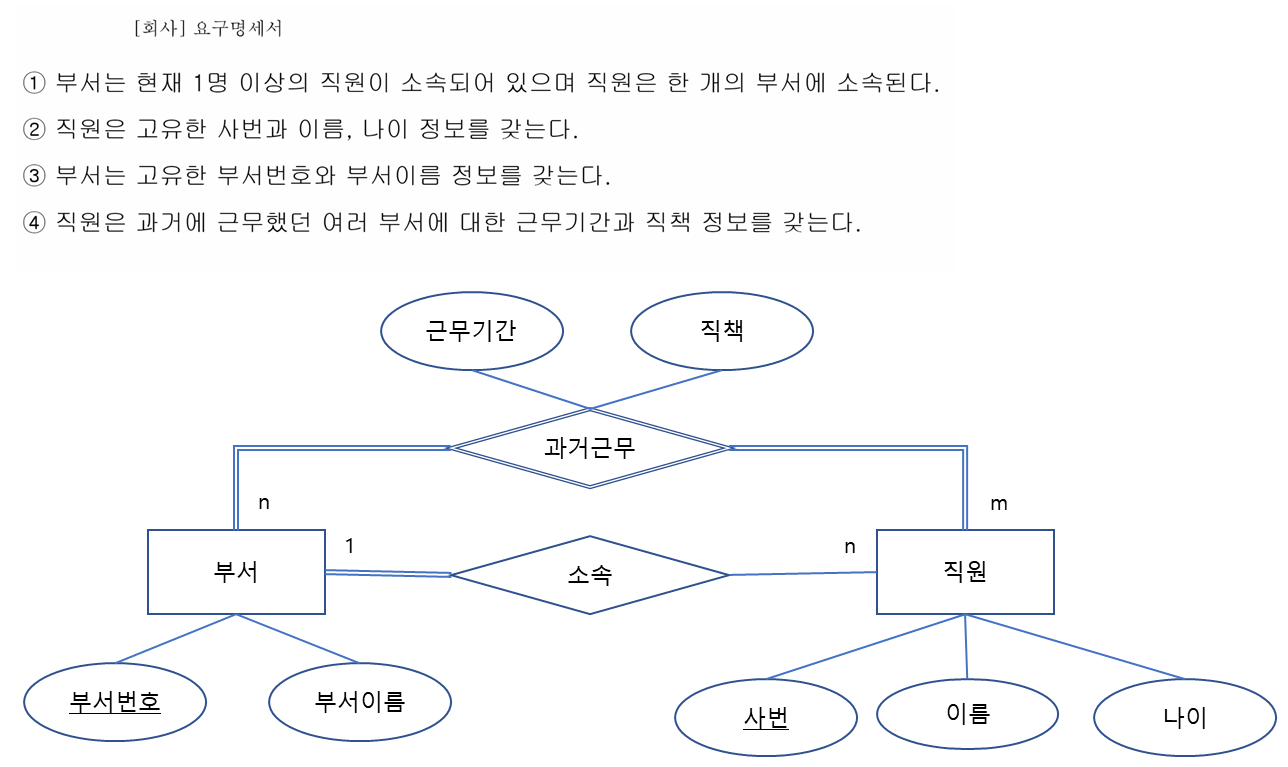 [회사] 요구명세서
① 부서는 현재 1명 이상의 직원이 소속되어 있으며 직원은 한 개의 부서에 소속된다.
② 직원은 고유한 사번과 이름, 나이 정보를 갖는다.
③ 부서는 고유한 부서번호와 부서이름 정보를 갖는다.
④ 직원은 과거에 근무했던 여러 부서에 대한 근무기간과 직책 정보를 갖는다.
근무기간
직책
과거근무
n
m
부서
1
소속
n
직원
부서번호
부서이름
사번
이름
나이